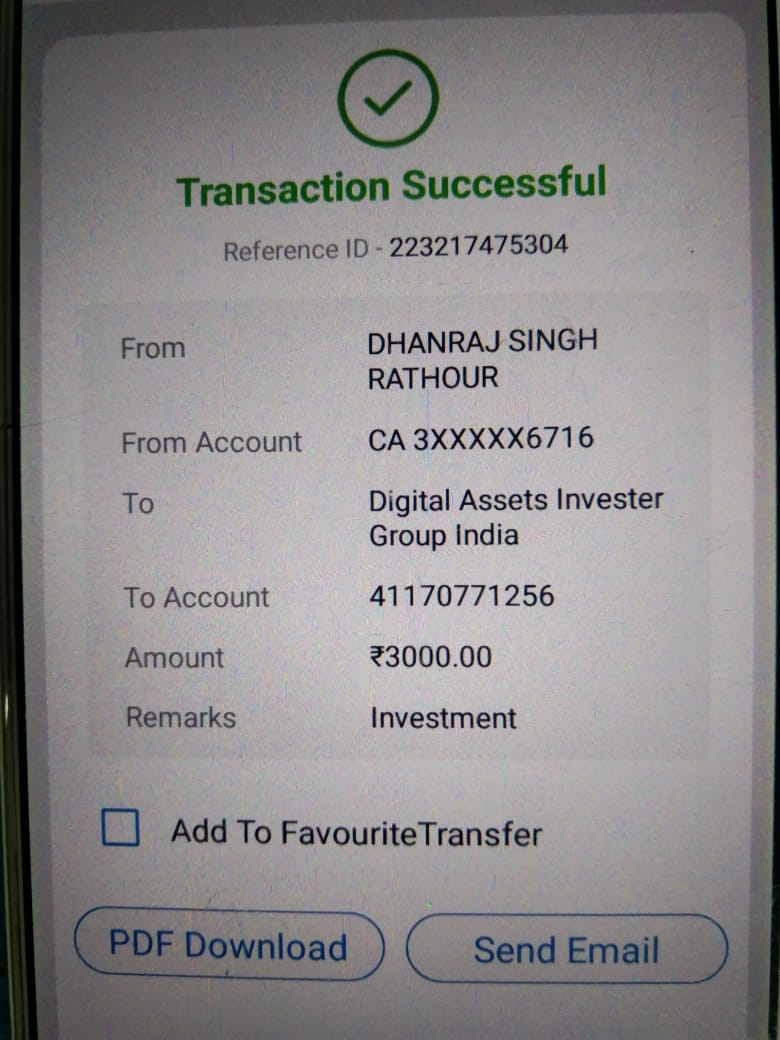 Transaction Successful
Reference ID - 223217475304
From DHANRAJ SINGH
RATHOUR
From Account CA 3XXXXX6716
To Digital Assets Invester
Group India
To Account 41170771256
Amount ₹3000.00
Remarks Investment
Add To FavouriteTransfer
PDF Download Send Email